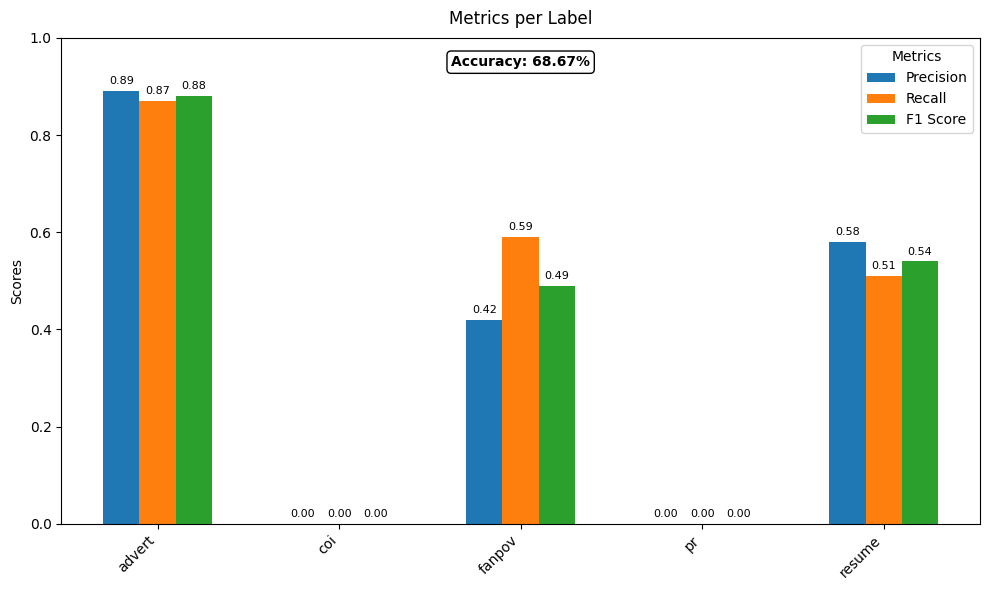 Metrics per Label
Accuracy: 68.67%
Metrics
Precision
Recall
F1 Score
Scores
1.0
0.8
0.6
0.4
0.2
0.0
0.89
0.87
0.88
0.00 0.00 0.00
0.42
0.59
0.49
0.00 0.00 0.00
0.58
0.51
0.54
advert
coi
fanpov
pr
resume